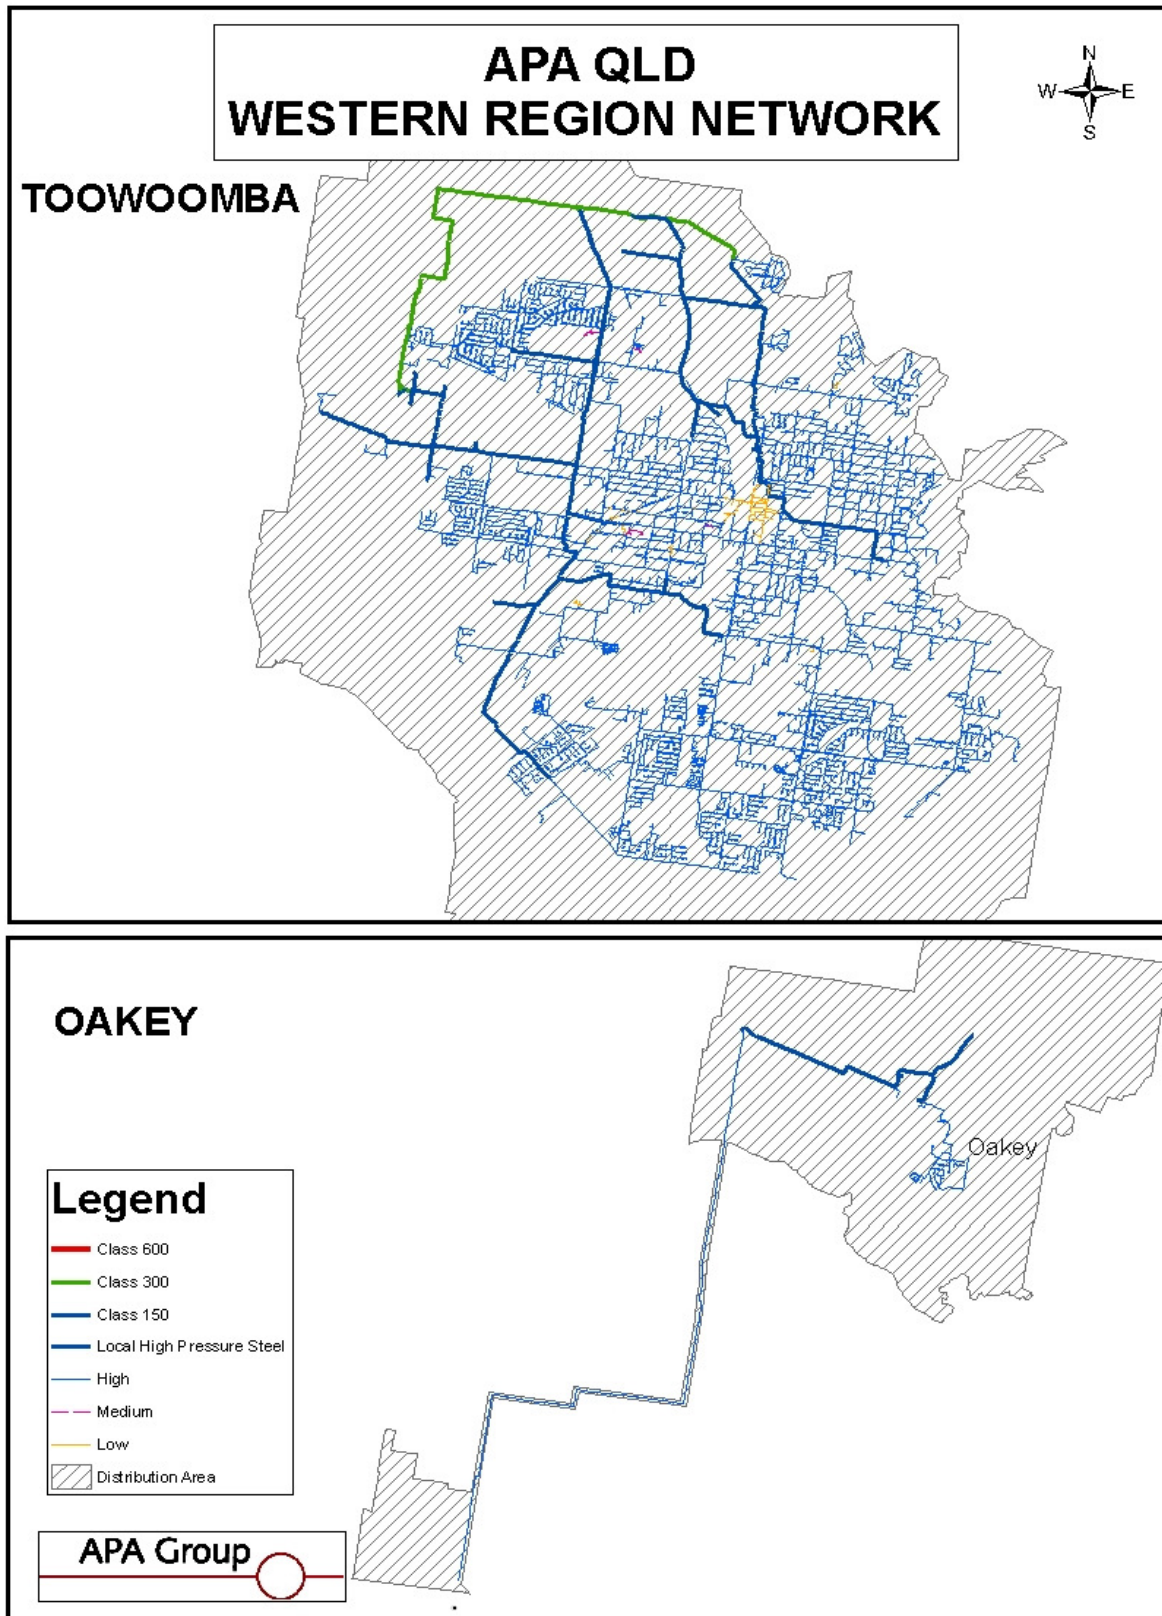 APA QLD
WESTERN REGION NETWORK
N
W E
S
TOOWOOMBA
OAKEY
Oakey
Legend
Class 600
Class 300
Class 150
Local High Pressure Steel
High
Medium
Low
Distribution Area
APA Group